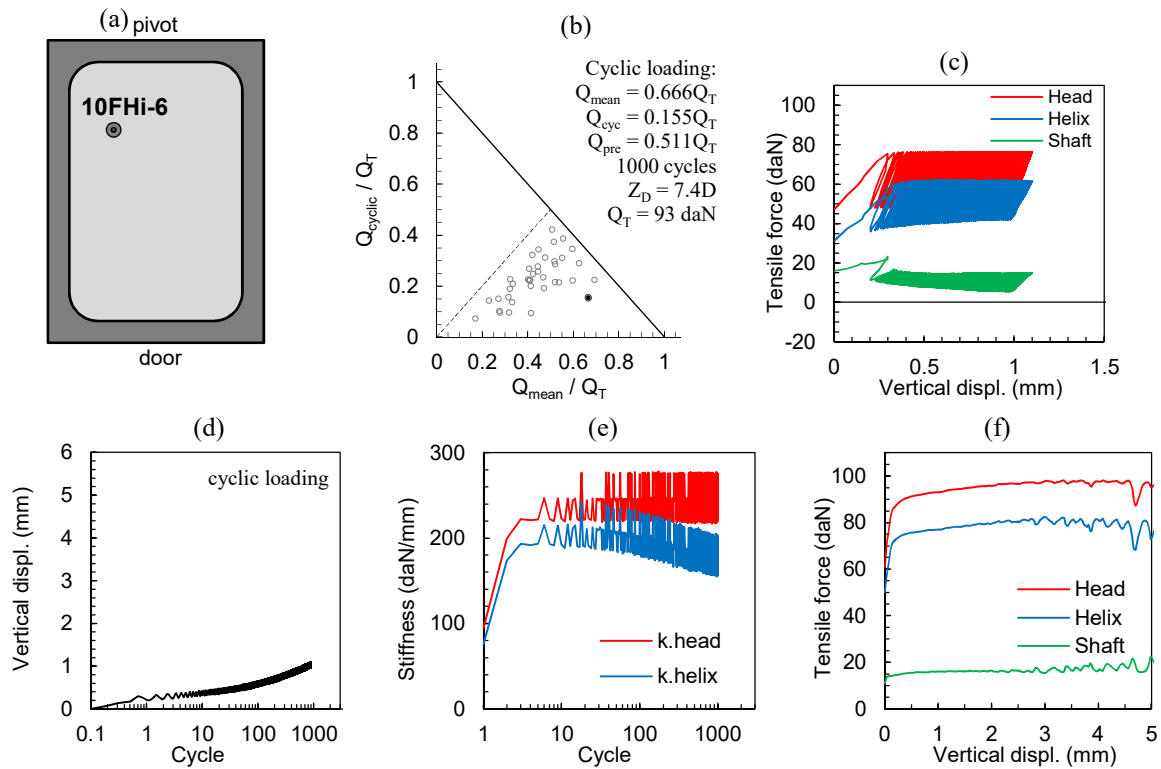 (a)
pivot
10FHi-6
door
(b)
Cyclic loading:
Q_mean = 0.666Q_T
Q_cyc = 0.155Q_T
Q_pre = 0.511Q_T
1000 cycles
Z_D = 7.4D
Q_T = 93 daN
Q_cyclic / Q_T
1
0.8
0.6
0.4
0.2
0
0 0.2 0.4 0.6 0.8 1
Q_mean / Q_T
(c)
Head
Helix
Shaft
Tensile force (daN)
100
80
60
40
20
0
-20
0 0.5 1 1.5
Vertical displ. (mm)
(d)
cyclic loading
Vertical displ. (mm)
6
5
4
3
2
1
0
0.1 1 10 100 1000
Cycle
(e)
Stiffness (daN/mm)
300
200
100
0
k.head
k.helix
1 10 100 1000
Cycle
(f)
Tensile force (daN)
100
80
60
40
20
0
Head
Helix
Shaft
0 1 2 3 4 5
Vertical displ. (mm)